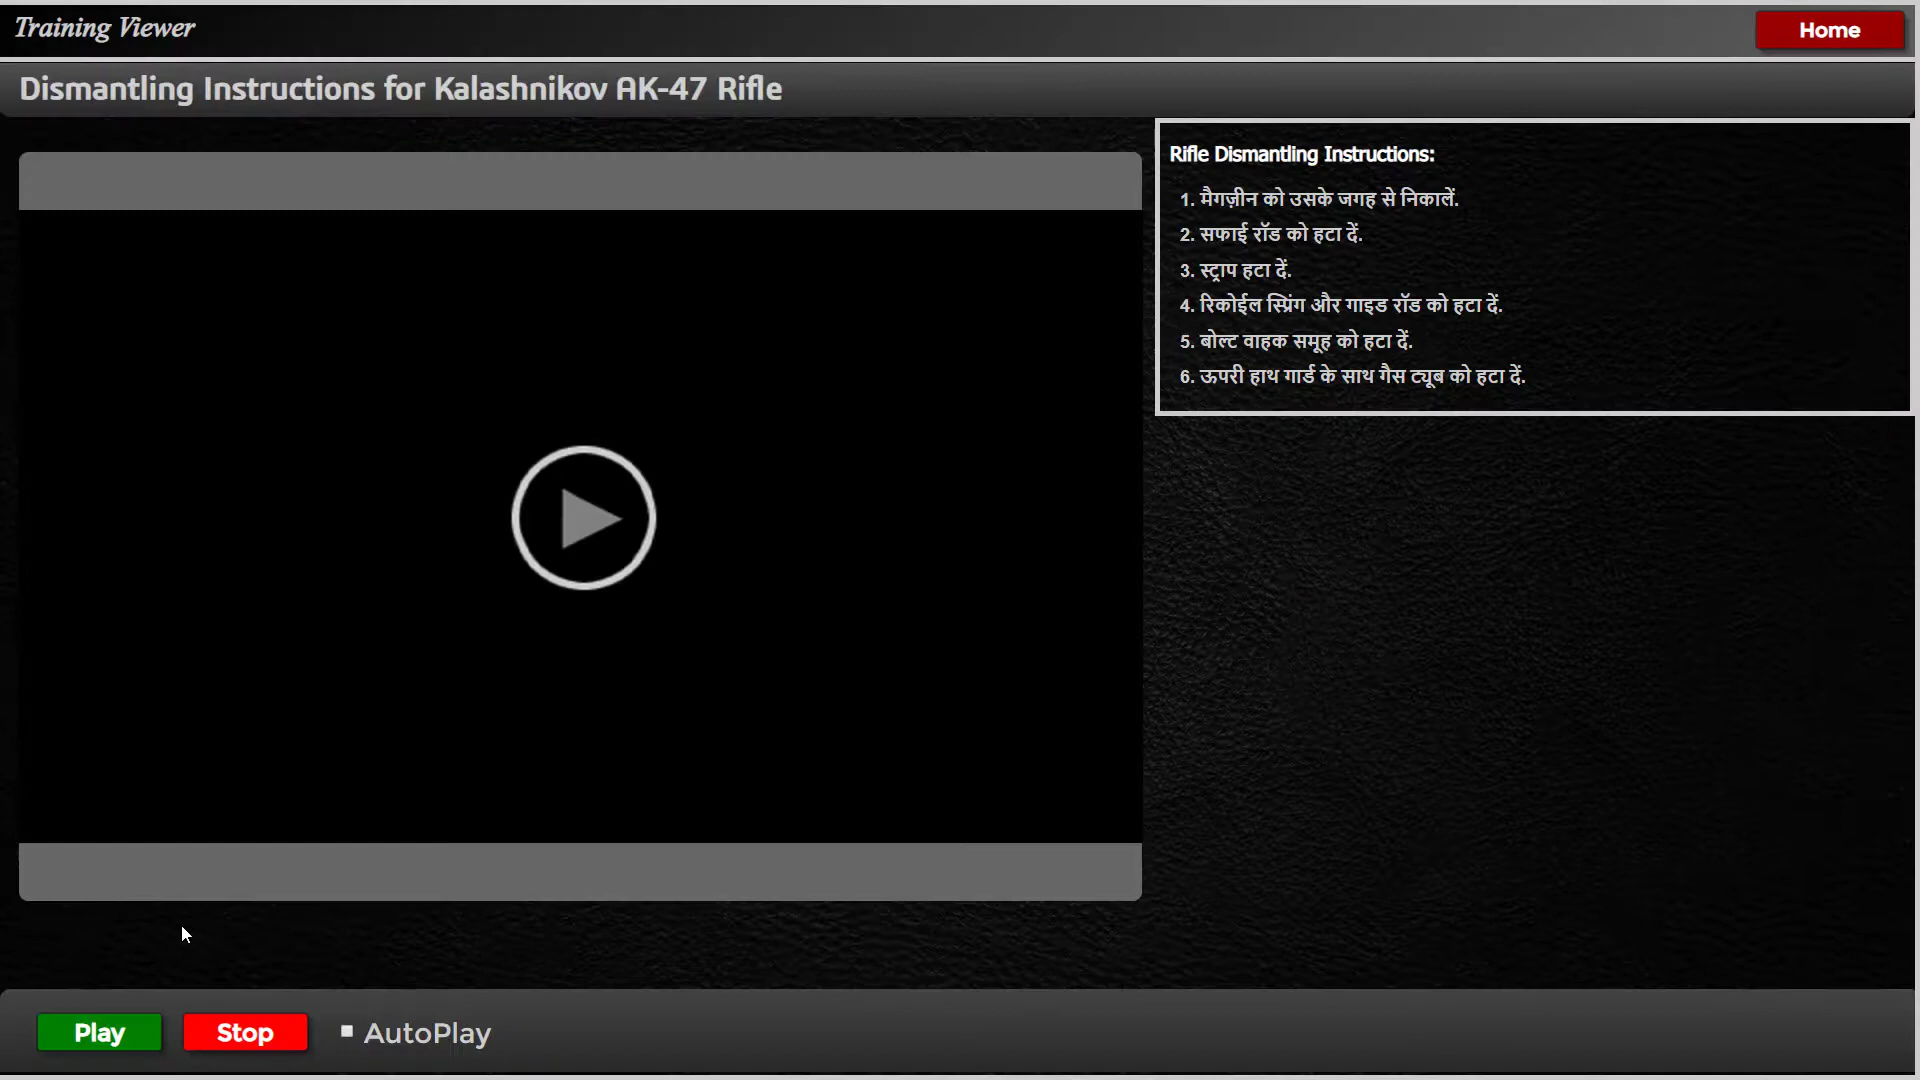 Training Viewer
Home
Dismantling Instructions for Kalashnikov AK-47 Rifle
Rifle Dismantling Instructions:
1. मैगज़ीन को उसके जगह से निकालें.
2. सफाई रॉड को हटा दें.
3. स्ट्राप हटा दें.
4. रिकोईल स्प्रिंग और गाइड रॉड को हटा दें.
5. बोल्ट वाहक समूह को हटा दें.
6. ऊपरी हाथ गार्ड के साथ गैस ट्यूब को हटा दें.
Play
Stop
AutoPlay